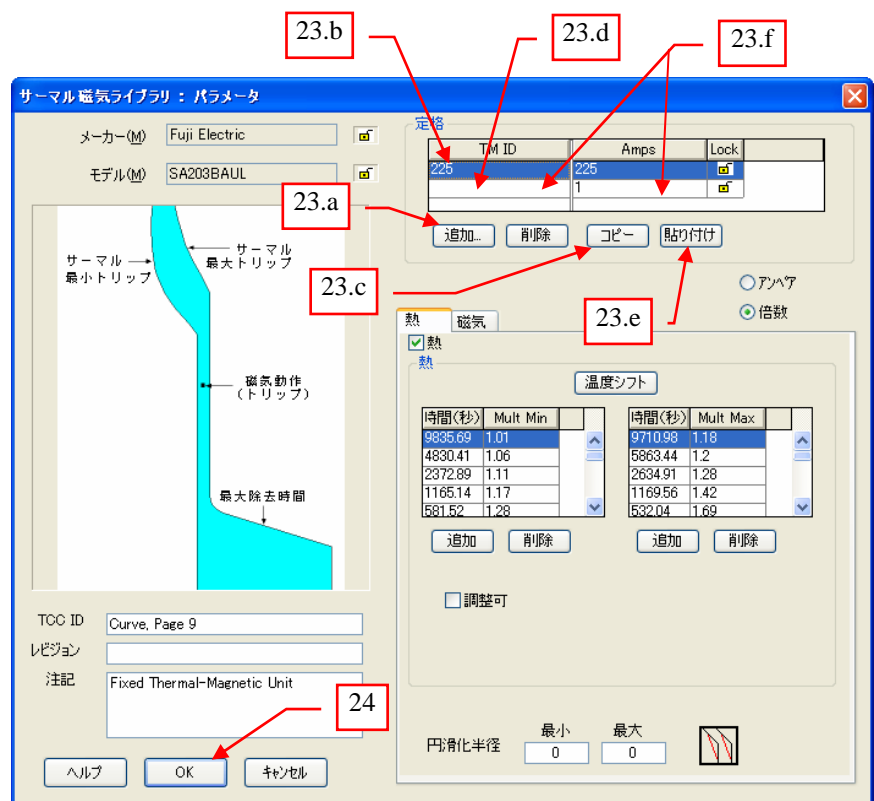 23.b
23.d
23.f
サーマル磁気ライブラリ : パラメータ
メーカー(M) Fuji Electric
モデル(M) SA203BAUL
定格
TM ID Amps Lock
225 225
1
23.a
追加... 削除 コピー 貼り付け
23.c
23.e
アンペア
倍数
サーマル最小トリップ
サーマル最大トリップ
磁気動作
(トリップ)
最大除去時間
熱 磁気
熱
熱
温度シフト
時間(秒) Mult Min
9835.69 1.01
4830.41 1.06
2372.89 1.11
1165.14 1.17
581.52 1.28
時間(秒) Mult Max
9710.98 1.18
5863.44 1.2
2634.91 1.28
1169.56 1.42
532.04 1.69
追加 削除
追加 削除
調整可
TCC ID Curve, Page 9
レビジョン
注記 Fixed Thermal-Magnetic Unit
24
円滑化半径
最小 最大
0 0
ヘルプ OK キャンセル